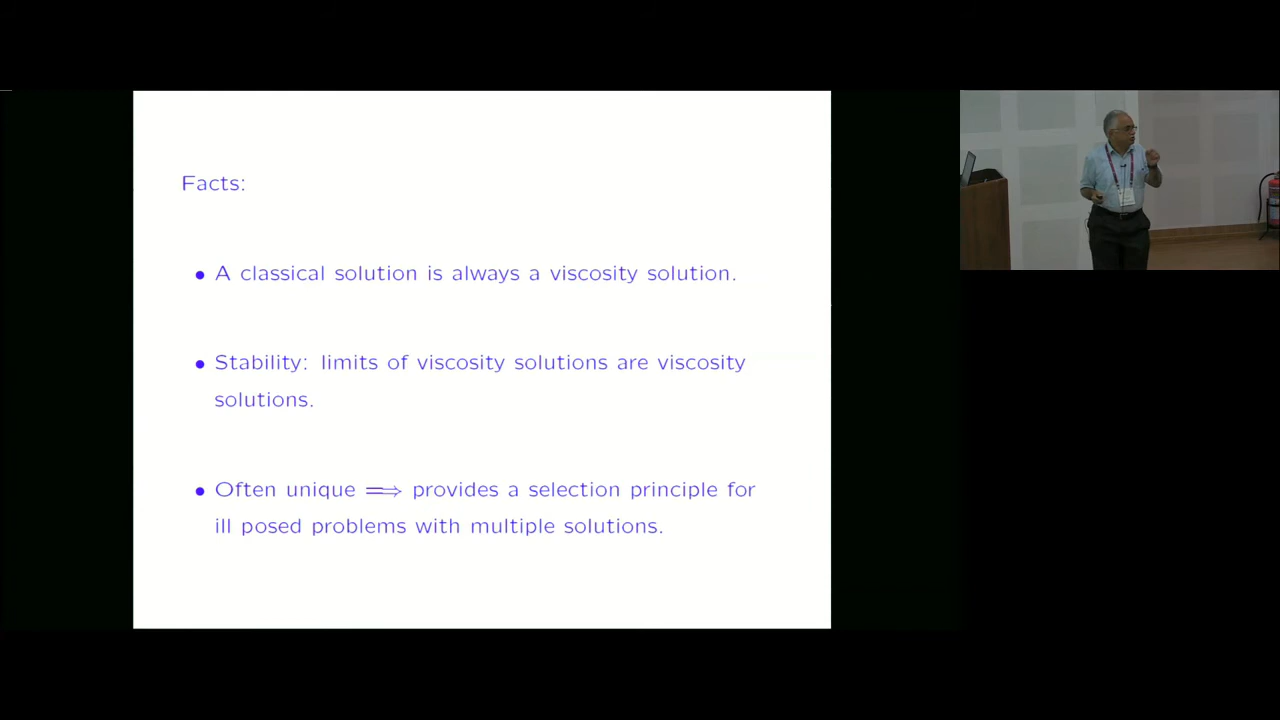 Facts:
• A classical solution is always a viscosity solution.
• Stability: limits of viscosity solutions are viscosity
solutions.
• Often unique ⟹ provides a selection principle for
ill posed problems with multiple solutions.